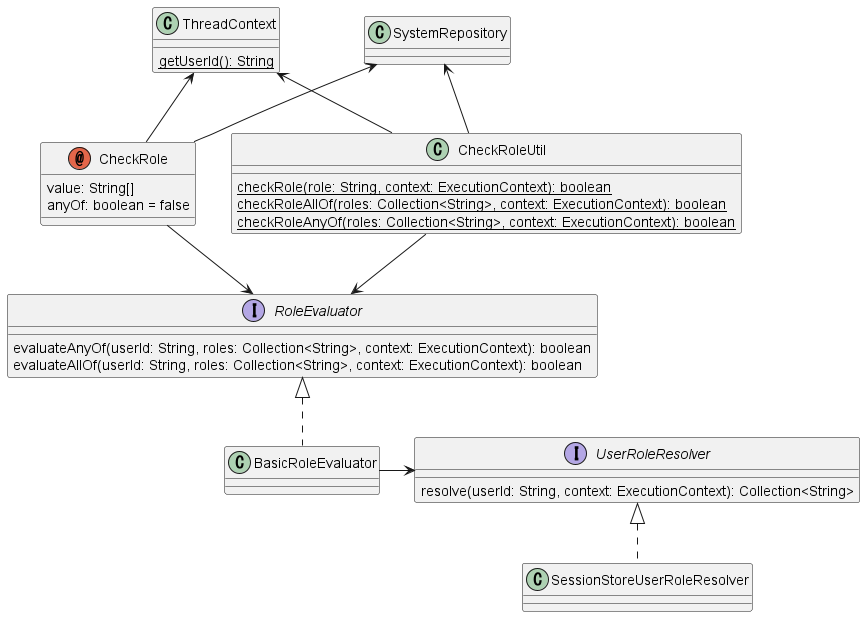 C ThreadContext
getUserId(): String
C SystemRepository
@ CheckRole
value: String[]
anyOf: boolean = false
C CheckRoleUtil
checkRole(role: String, context: ExecutionContext): boolean
checkRoleAllOf(roles: Collection<String>, context: ExecutionContext): boolean
checkRoleAnyOf(roles: Collection<String>, context: ExecutionContext): boolean
I RoleEvaluator
evaluateAnyOf(userId: String, roles: Collection<String>, context: ExecutionContext): boolean
evaluateAllOf(userId: String, roles: Collection<String>, context: ExecutionContext): boolean
C BasicRoleEvaluator
I UserRoleResolver
resolve(userId: String, context: ExecutionContext): Collection<String>
C SessionStoreUserRoleResolver